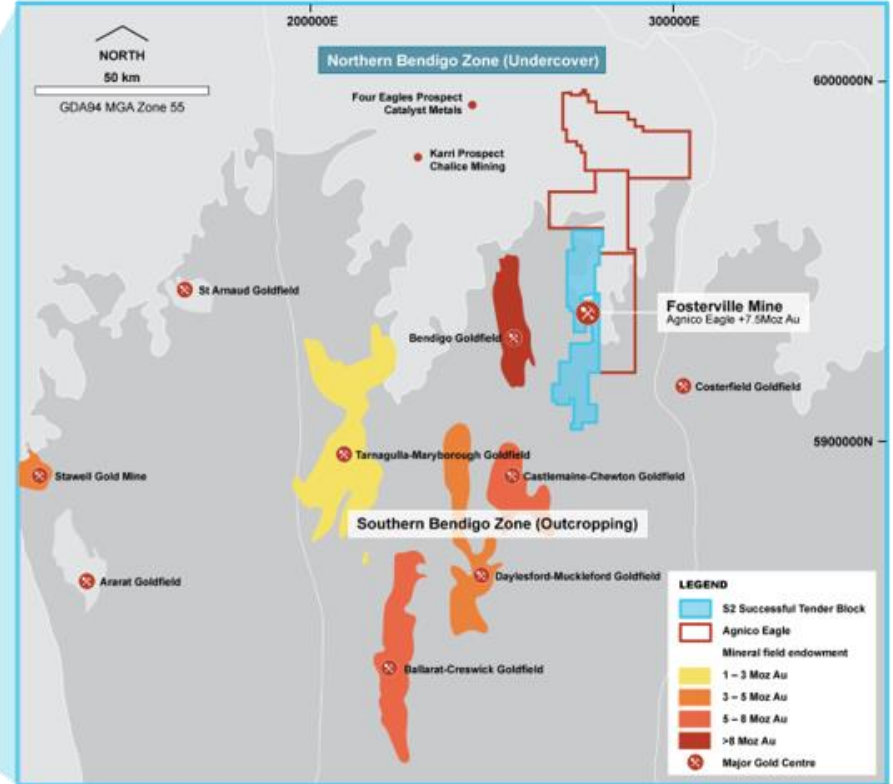 200000E
300000E
NORTH
50 km
GDA94 MGA Zone 55
Northern Bendigo Zone (Undercover)
6000000N
Four Eagles Prospect
Catalyst Metals
Karri Prospect
Chalice Mining
St Arnaud Goldfield
Fosterville Mine
Agnico Eagle +7.5Moz Au
Bendigo Goldfield
Costerfield Goldfield
5900000N
Tarnagulla-Maryborough Goldfield
Stawell Gold Mine
Castlemaine-Chewton Goldfield
Southern Bendigo Zone (Outcropping)
Ararat Goldfield
Daylesford-Muckleford Goldfield
Ballarat-Creswick Goldfield
LEGEND
S2 Successful Tender Block
Agnico Eagle
Mineral field endowment
1 – 3 Moz Au
3 – 5 Moz Au
5 – 8 Moz Au
>8 Moz Au
Major Gold Centre